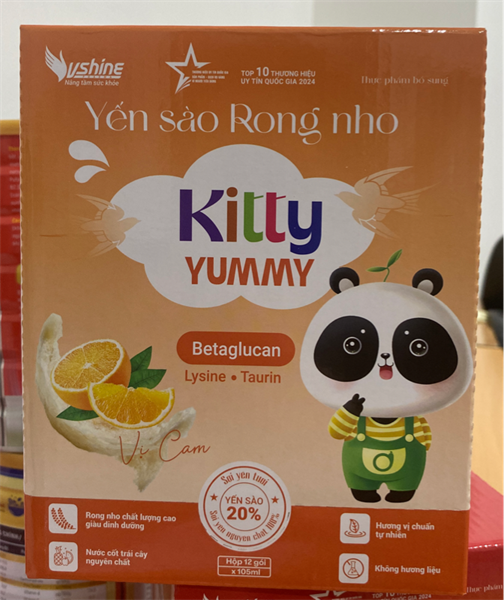 Vyshine
Nâng tầm sức khỏe
TOP 10 THƯƠNG HIỆU
UY TÍN QUỐC GIA 2024
Thực phẩm bổ sung
Yến sào Rong nho
Kitty
YUMMY
Betaglucan
Lysine • Taurin
Vị Cam
Rong nho chất lượng cao
giàu dinh dưỡng
Nước cốt trái cây
nguyên chất
Sợi yến tươi
YẾN SÀO
20%
Sợi yến nguyên chất 100%
Hộp 12 gói
x 105ml
Hương vị chuẩn
tự nhiên
Không hương liệu